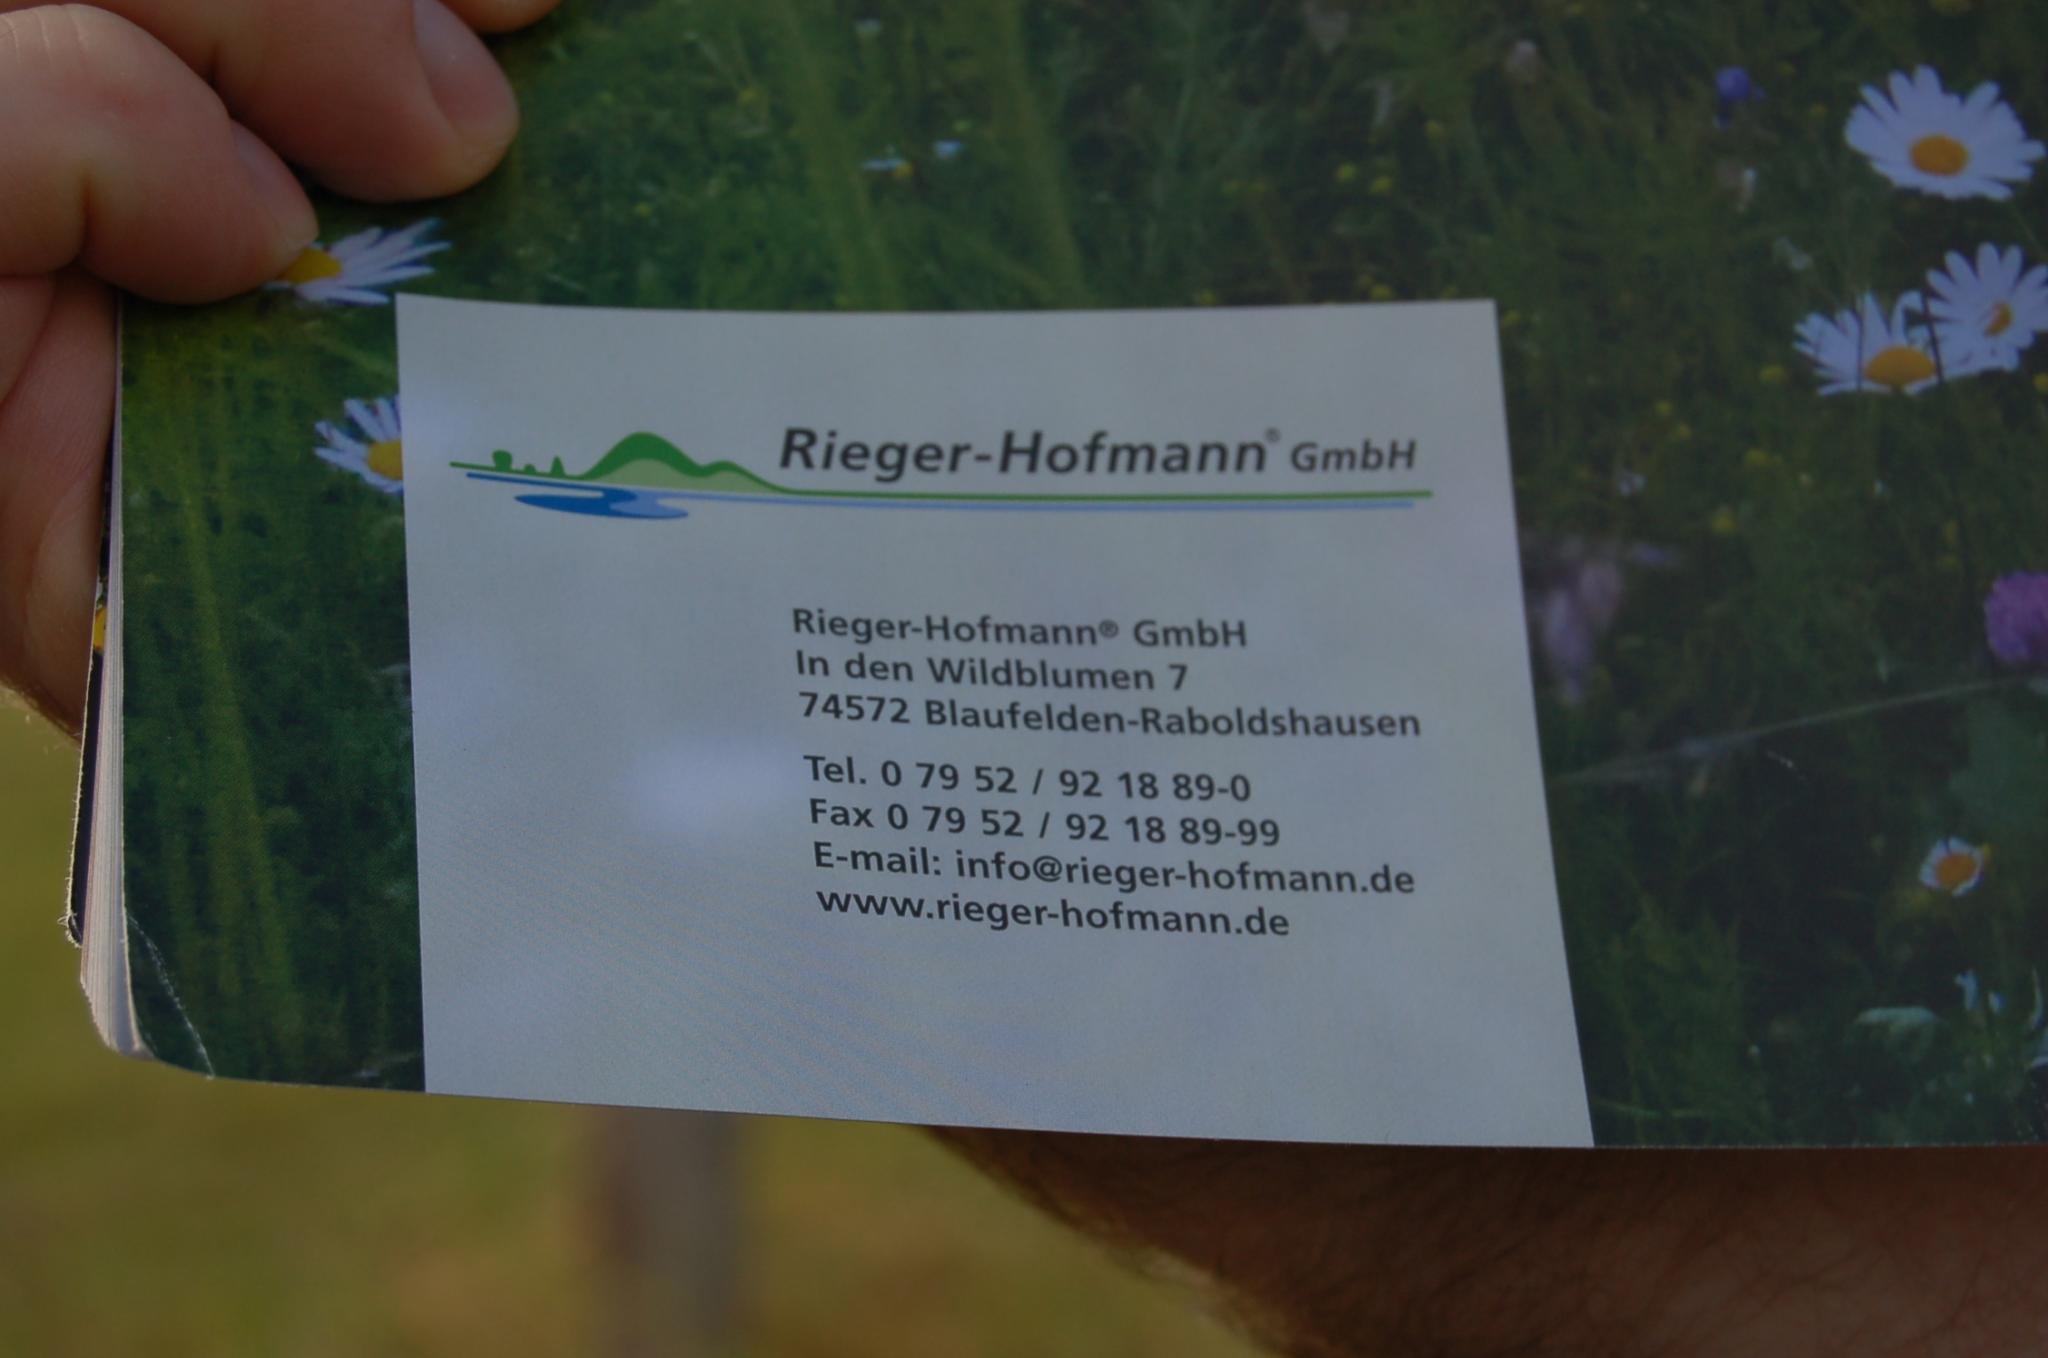 Rieger-Hofmann® GmbH
Rieger-Hofmann® GmbH
In den Wildblumen 7
74572 Blaufelden-Raboldshausen
Tel. 0 79 52 / 92 18 89-0
Fax 0 79 52 / 92 18 89-99
E-mail: info@rieger-hofmann.de
www.rieger-hofmann.de